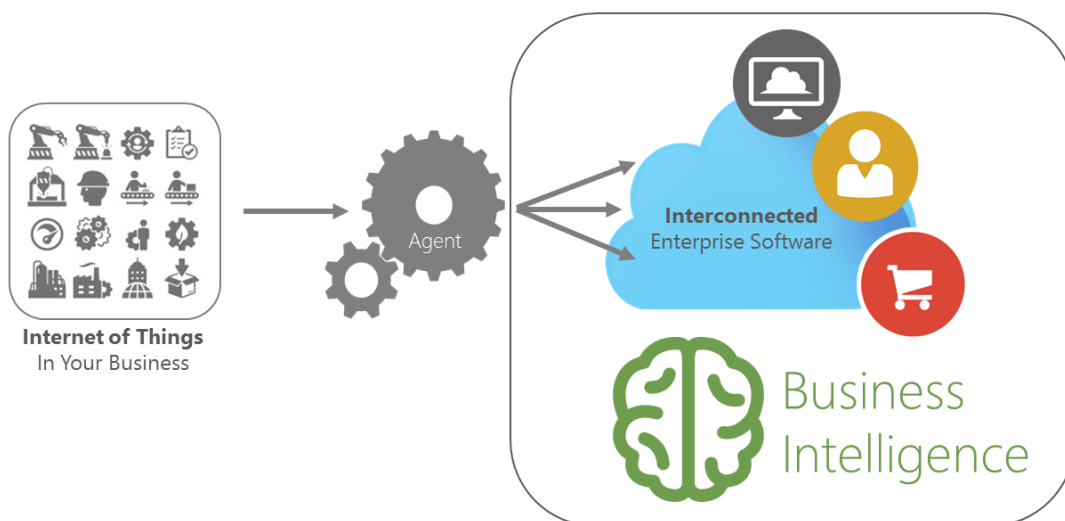 Internet of Things
In Your Business
Agent
Interconnected
Enterprise Software
Business
Intelligence